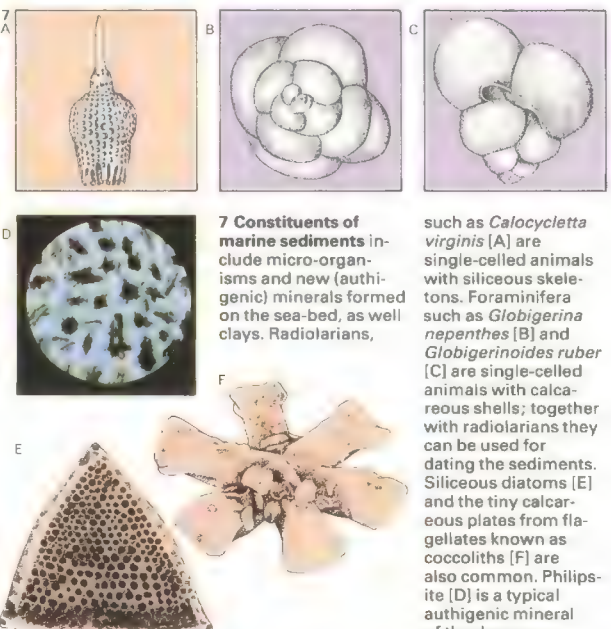 7
A
B
C
D
E
F
7 Constituents of
marine sediments in-
clude micro-organ-
isms and new (authi-
genic) minerals formed
on the sea-bed, as well
clays. Radiolarians,
such as Calocycletta
virginis [A] are
single-celled animals
with siliceous skele-
tons. Foraminifera
such as Globigerina
nepenthes [B] and
Globigerinoides ruber
[C] are single-celled
animals with calca-
reous shells; together
with radiolarians they
can be used for
dating the sediments.
Siliceous diatoms [E]
and the tiny calcar-
eous plates from fla-
gellates known as
coccoliths [F] are
also common. Philips-
ite [D] is a typical
authigenic mineral